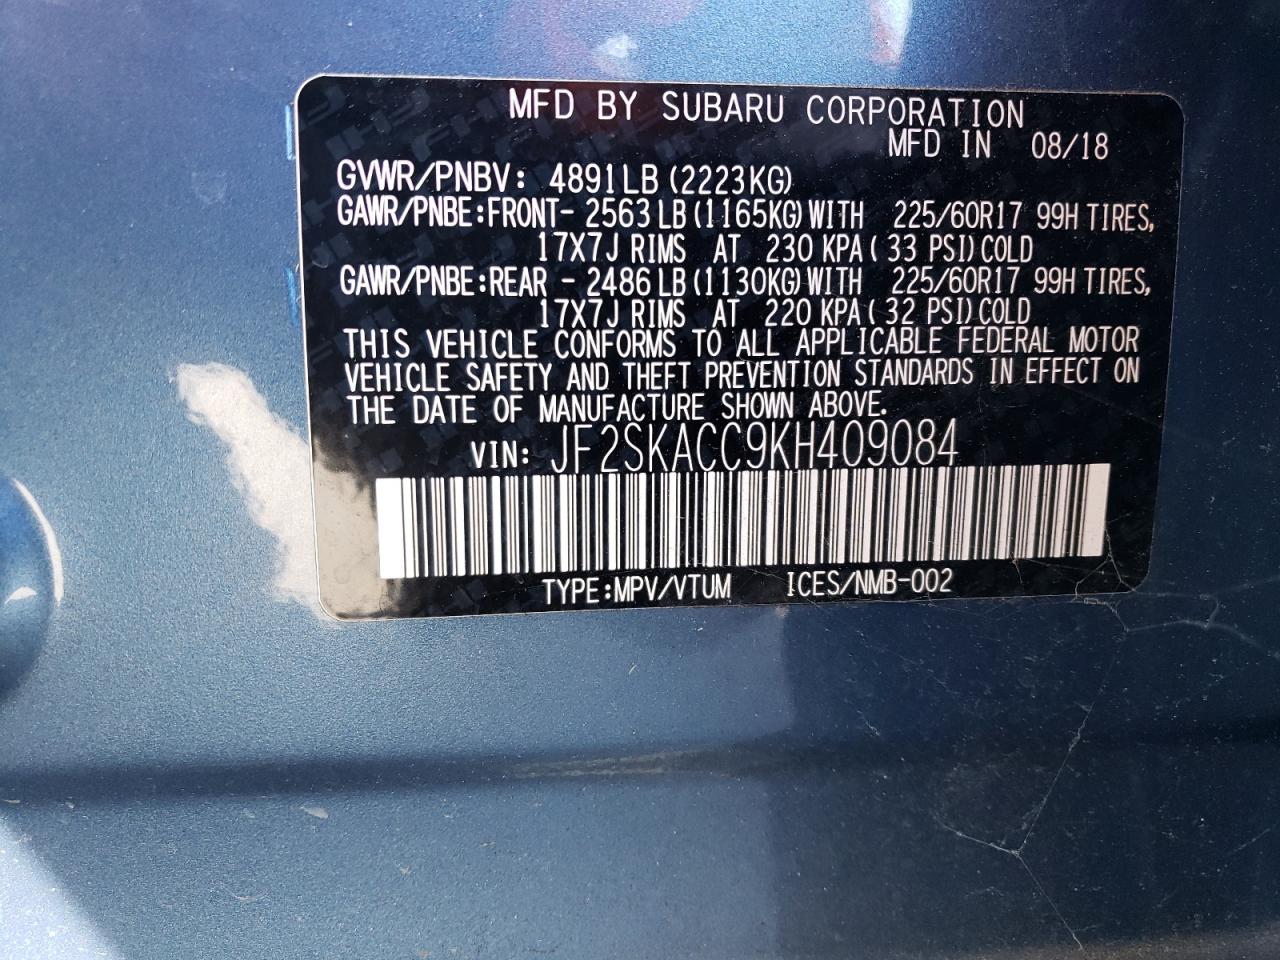 MFD BY SUBARU CORPORATION
MFD IN 08/18
GVWR/PNBV: 4891LB (2223KG)
GAWR/PNBE:FRONT- 2563 LB (1165KG) WITH 225/60R17 99H TIRES,
17X7J RIMS AT 230 KPA ( 33 PSI) COLD
GAWR/PNBE:REAR - 2486 LB (1130KG) WITH 225/60R17 99H TIRES,
17X7J RIMS AT 220 KPA ( 32 PSI) COLD
THIS VEHICLE CONFORMS TO ALL APPLICABLE FEDERAL MOTOR
VEHICLE SAFETY AND THEFT PREVENTION STANDARDS IN EFFECT ON
THE DATE OF MANUFACTURE SHOWN ABOVE.
VIN: JF2SKACC9KH409084
TYPE:MPV/VTUM ICES/NMB-002